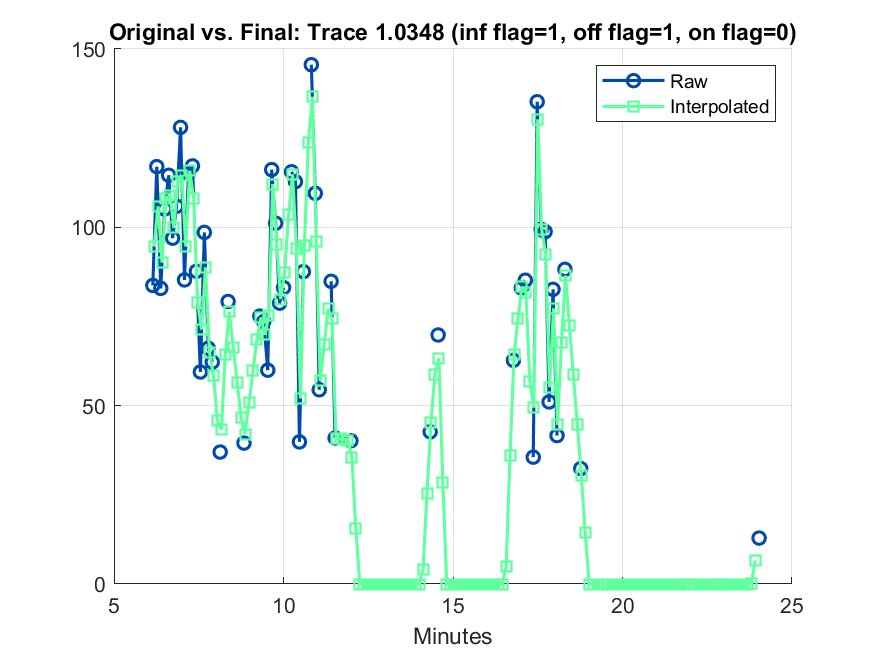 Original vs. Final: Trace 1.0348 (inf flag=1, off flag=1, on flag=0)
150
100
50
0
Raw
Interpolated
5 10 15 20 25
Minutes